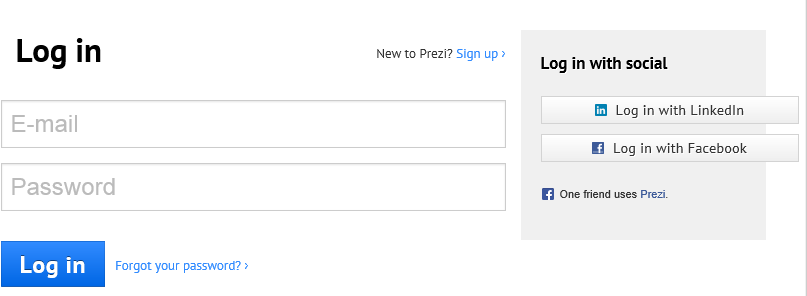 Log in
New to Prezi? Sign up ›
E-mail
Password
Log in
Forgot your password? ›
Log in with social
Log in with LinkedIn
Log in with Facebook
One friend uses Prezi.